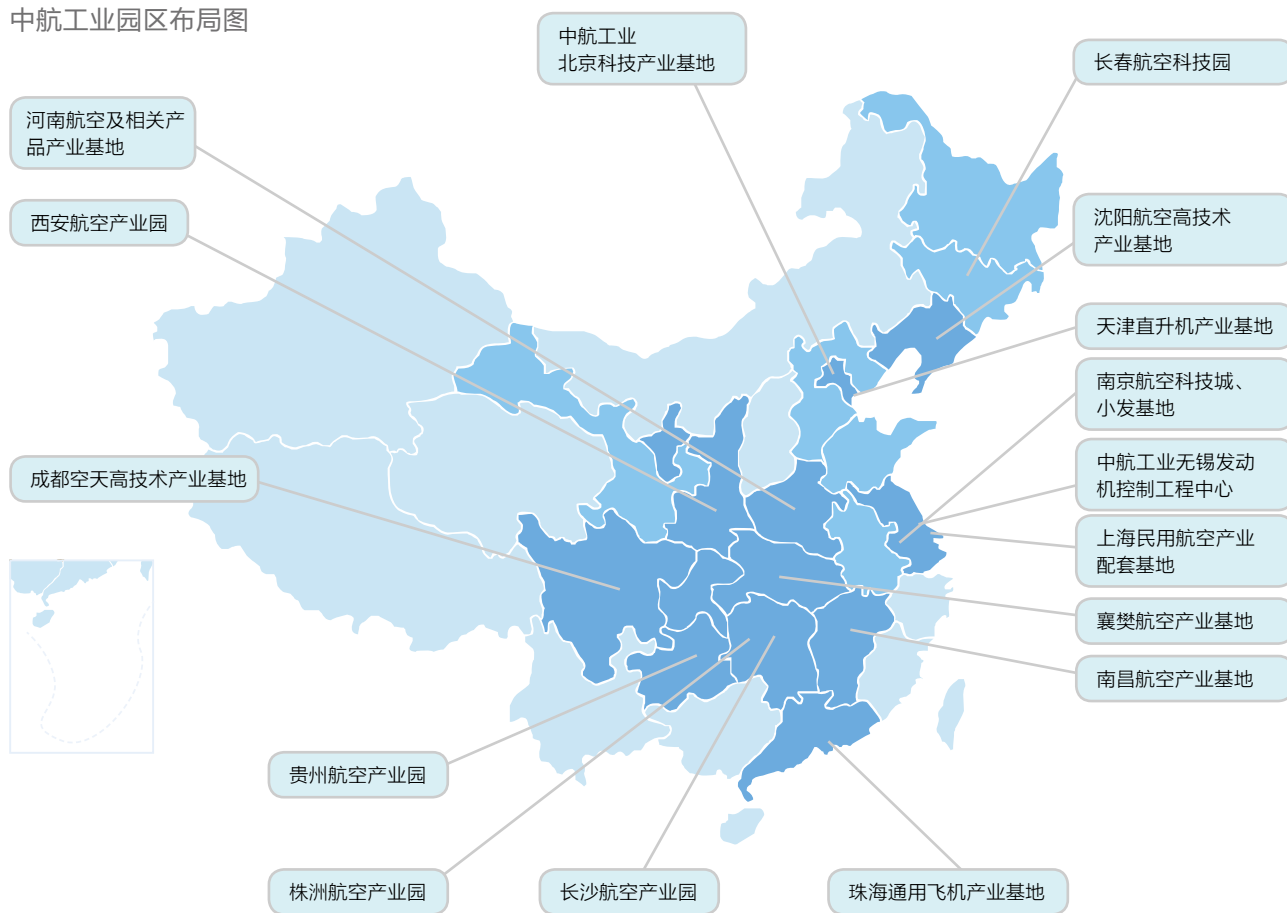 中航工业园区布局图
中航工业
北京科技产业基地
长春航空科技园
河南航空及相关产
品产业基地
西安航空产业园
沈阳航空高技术
产业基地
天津直升机产业基地
南京航空科技城、
小发基地
成都空天高技术产业基地
中航工业无锡发动
机控制工程中心
上海民用航空产业
配套基地
襄樊航空产业基地
南昌航空产业基地
贵州航空产业园
株洲航空产业园
长沙航空产业园
珠海通用飞机产业基地